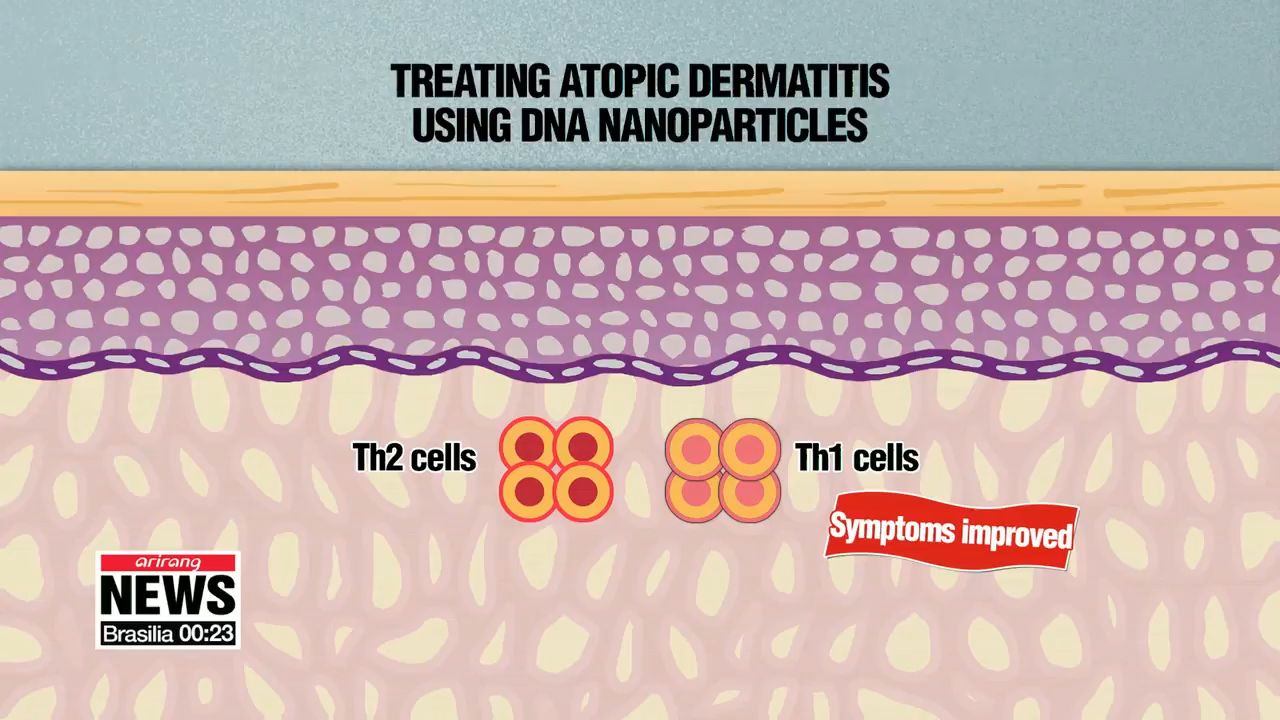 TREATING ATOPIC DERMATITIS
USING DNA NANOPARTICLES
Th2 cells
Th1 cells
Symptoms improved
arirang
NEWS
Brasilia 00:23